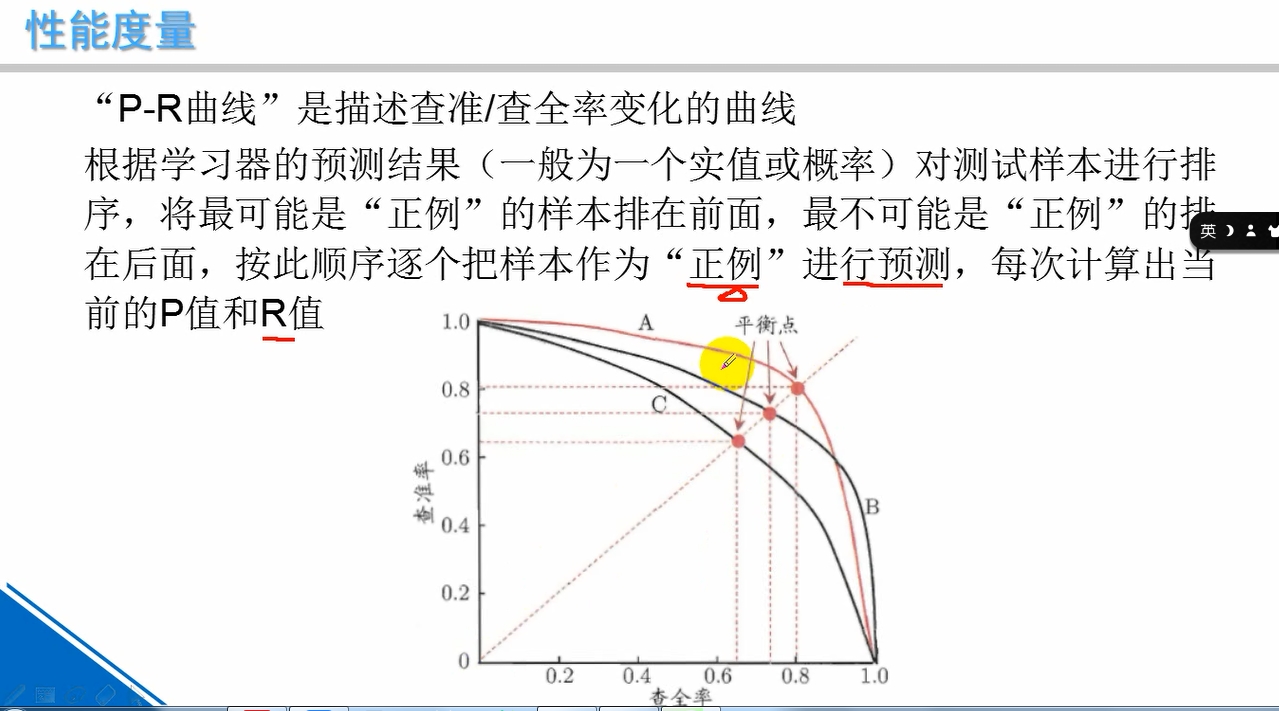 性能度量
“P-R曲线”是描述查准/查全率变化的曲线
根据学习器的预测结果（一般为一个实值或概率）对测试样本进行排
序，将最可能是“正例”的样本排在前面，最不可能是“正例”的排
在后面，按此顺序逐个把样本作为“正例”进行预测，每次计算出当
前的P值和R值
英
1.0
A
平衡点
0.8
C
0.6
查准率
B
0.4
0.2
0
0.2 0.4 0.6 0.8 1.0
查全率